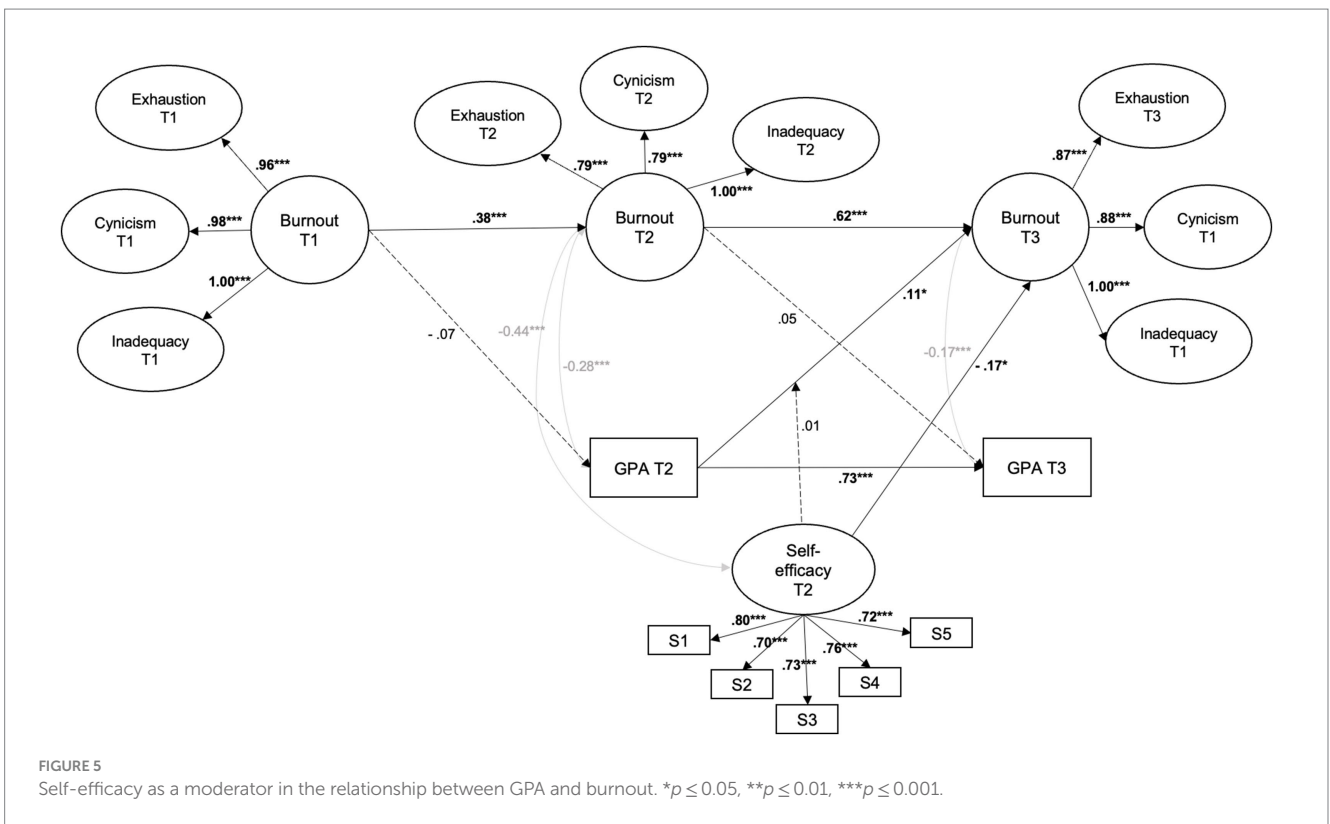 Exhaustion
T1
.96***
Cynicism
T1
.98***
Burnout
T1
1.00***
Inadequacy
T1
Exhaustion
T2
.79***
Cynicism
T2
.79***
Inadequacy
T2
1.00***
.38***
Burnout
T2
.62***
Exhaustion
T3
.87***
Burnout
T3
.88***
Cynicism
T1
1.00***
Inadequacy
T1
- .07
-0.44***
-0.28***
.05
.11*
-0.17***
- .17*
.01
GPA T2
.73***
GPA T3
Self-
efficacy
T2
.80***
.70***
.73***
.76***
.72***
S1
S2
S3
S4
S5
FIGURE 5
Self-efficacy as a moderator in the relationship between GPA and burnout. *p ≤ 0.05, **p ≤ 0.01, ***p ≤ 0.001.